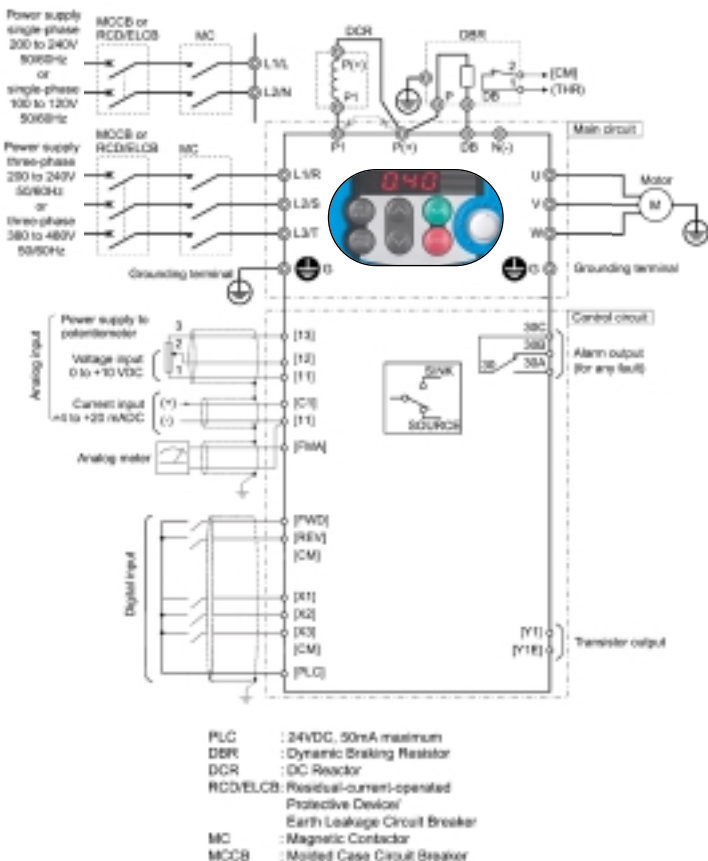 Power supply
single-phase
200 to 240V
50/60Hz
or
single-phase
100 to 120V
50/60Hz
MCCB or
RCD/ELCB
MC
L1/L
L2/N
DCR
P(+)
P1
DBR
P
DB
2
1
[CM]
(THR)
Power supply
three-phase
200 to 240V
50/60Hz
or
three-phase
380 to 480V
50/60Hz
MCCB or
RCD/ELCB
MC
P1
P(+)
DB
N(-)
Main circuit
L1/R
L2/S
L3/T
040
U
V
W
Motor
M
Grounding terminal
G
G
Grounding terminal
Control circuit
Analog input
Power supply to
potentiometer
3
2
1
Voltage input
0 to +10 VDC
Current input
+4 to +20 mADC
(+)
(-)
Analog meter
[13]
[12]
[11]
[C1]
[11]
[FMA]
SINK
SOURCE
30
30C
30B
30A
Alarm output
(for any fault)
Digital input
[FWD]
[REV]
[CM]
[X1]
[X2]
[X3]
[CM]
[PLC]
[Y1]
[Y1E]
Transistor output
PLC : 24VDC, 50mA maximum
DBR : Dynamic Braking Resistor
DCR : DC Reactor
RCD/ELCB: Residual-current-operated
Protective Device/
Earth Leakage Circuit Breaker
MC : Magnetic Contactor
MCCB : Molded Case Circuit Breaker